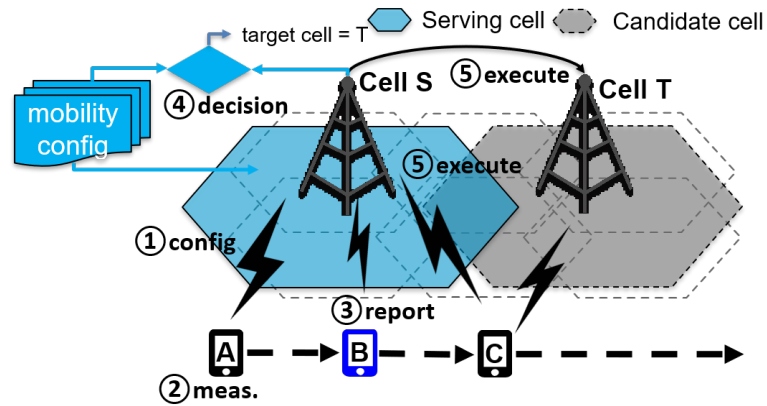 Serving cell
Candidate cell
target cell = T
Cell S
⑤execute
Cell T
④decision
mobility
config
⑤execute
①config
③report
A
B
C
②meas.